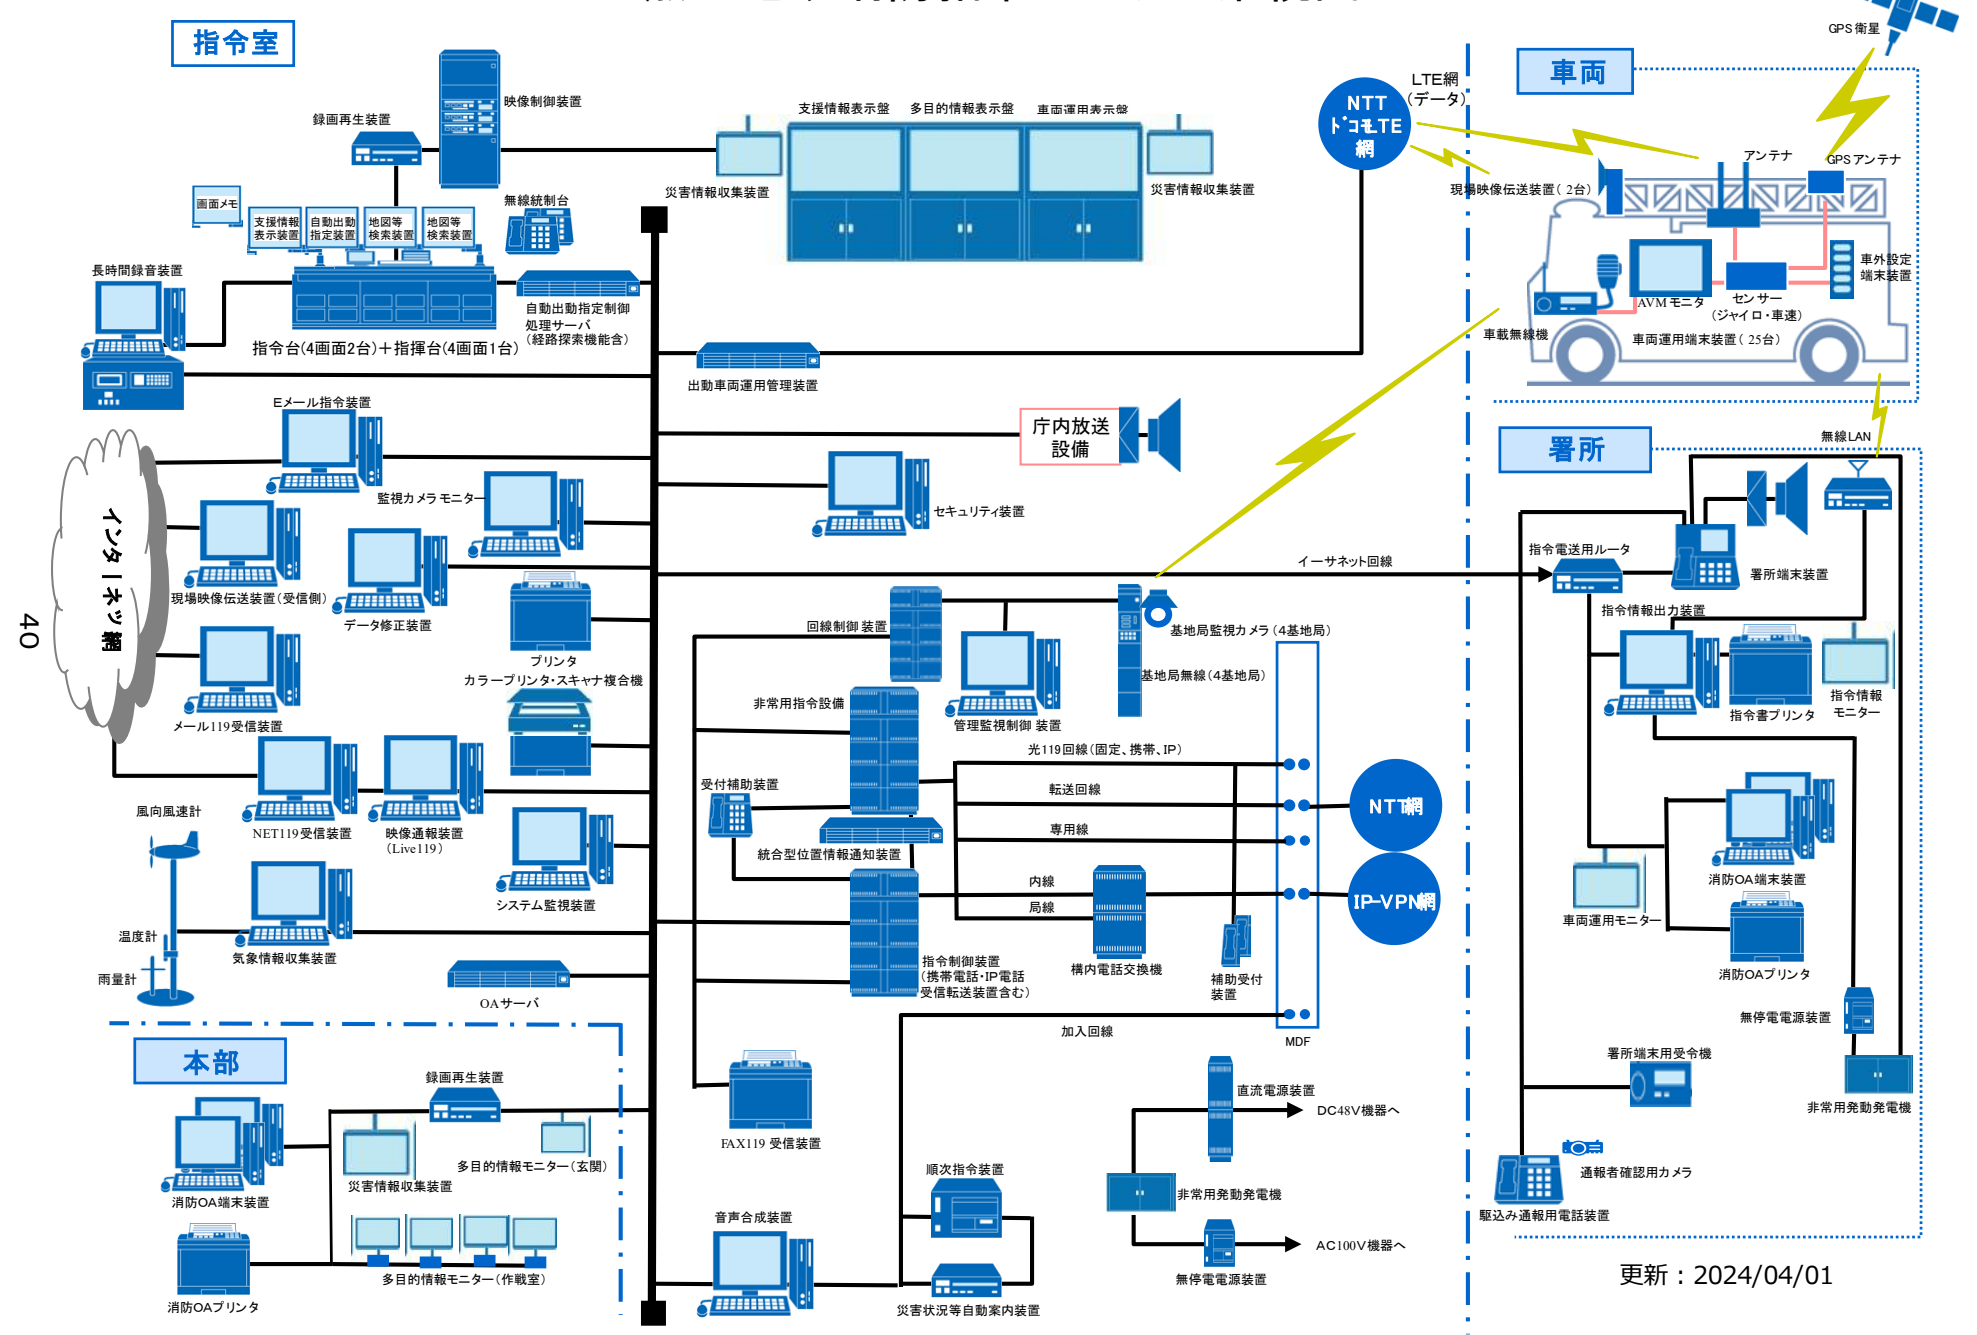 指令室
録画再生装置
映像制御装置
画面メモ
支援情報
表示装置
自動出動
指定装置
地図等
検索装置
地図等
検索装置
無線統制台
長時間録音装置
自動出動指定制御
処理サーバ
(経路探索機能含)
指令台(4画面2台)+指揮台(4画面1台)
支援情報表示盤
多目的情報表示盤
車両運用表示盤
災害情報収集装置
災害情報収集装置
NTT
ドコモLTE
網
LTE網
(データ)
出動車両運用管理装置
庁内放送
設備
セキュリティ装置
イーサネット回線
Eメール指令装置
監視カメラモニター
インターネット網
現場映像伝送装置(受信側)
データ修正装置
プリンタ
カラープリンタ・スキャナ複合機
メール119受信装置
NET119受信装置
映像通報装置
(Live119)
風向風速計
温度計
雨量計
気象情報収集装置
システム監視装置
OAサーバ
40
回線制御装置
管理監視制御装置
基地局監視カメラ(4基地局)
基地局無線(4基地局)
非常用指令設備
受付補助装置
統合型位置情報通知装置
光119回線(固定、携帯、IP)
転送回線
専用線
内線
局線
NTT網
IP-VPN網
指令制御装置
(携帯電話・IP電話
受信転送装置含む)
構内電話交換機
補助受付
装置
加入回線
MDF
FAX119 受信装置
音声合成装置
順次指令装置
災害状況等自動案内装置
直流電源装置
DC48V機器へ
非常用発動発電機
AC100V機器へ
無停電電源装置
本部
録画再生装置
多目的情報モニター(玄関)
災害情報収集装置
消防OA端末装置
多目的情報モニター(作戦室)
消防OAプリンタ
車両
GPS衛星
アンテナ
GPSアンテナ
現場映像伝送装置(2台)
車外設定
端末装置
AVMモニタ
センサー
(ジャイロ・車速)
車載無線機
車両運用端末装置(25台)
無線LAN
署所
指令電送用ルータ
署所端末装置
指令情報出力装置
指令書プリンタ
指令情報
モニター
消防OA端末装置
車両運用モニター
消防OAプリンタ
無停電電源装置
署所端末用受令機
非常用発動発電機
通報者確認用カメラ
駆込み通報用電話装置
更新:2024/04/01